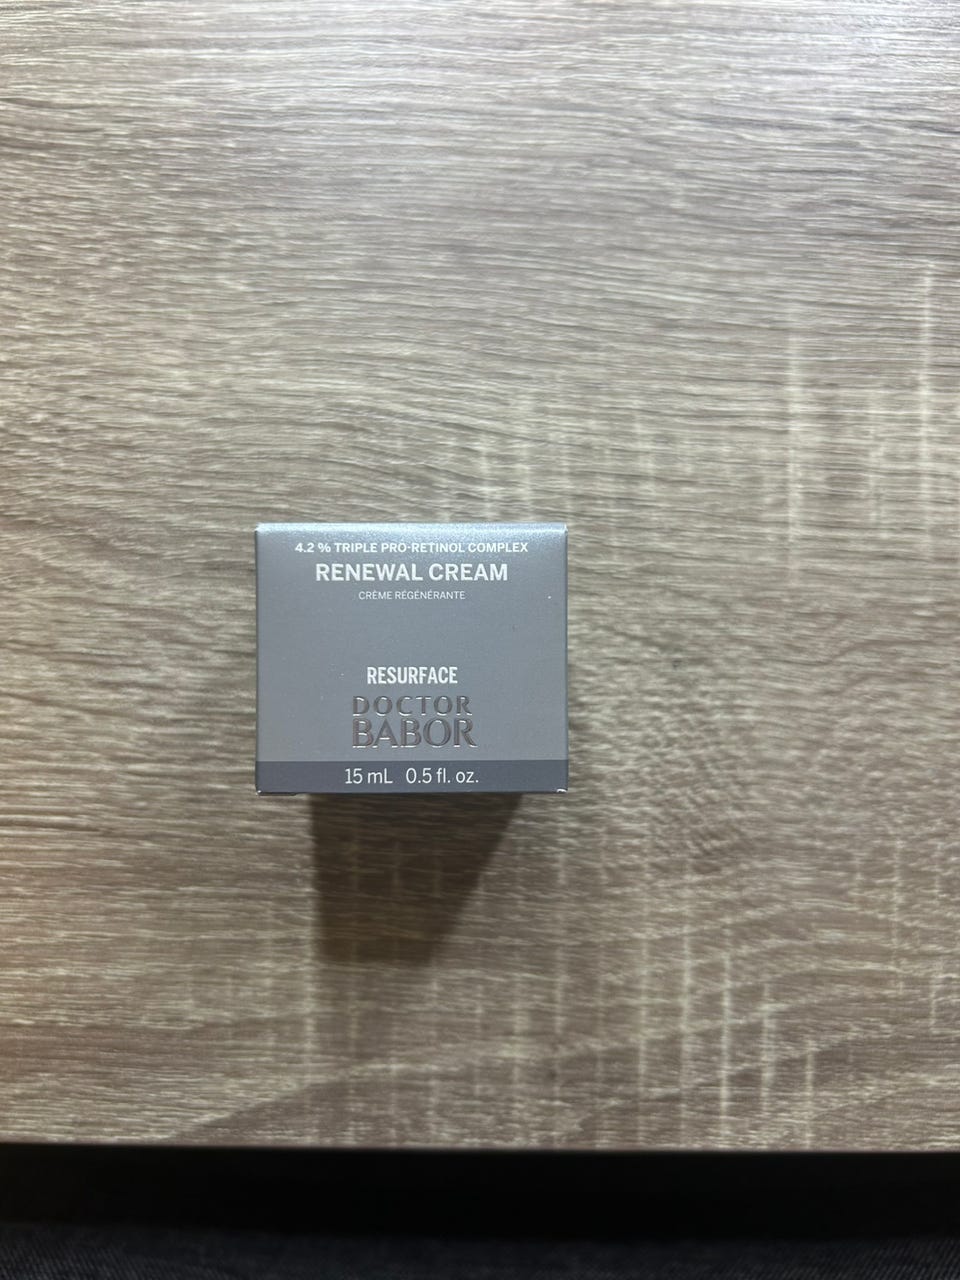 4.2 % TRIPLE PRO-RETINOL COMPLEX
RENEWAL CREAM
CRÈME RÉGÉNÉRANTE
RESURFACE
DOCTOR
BABOR
15 mL 0.5 fl. oz.